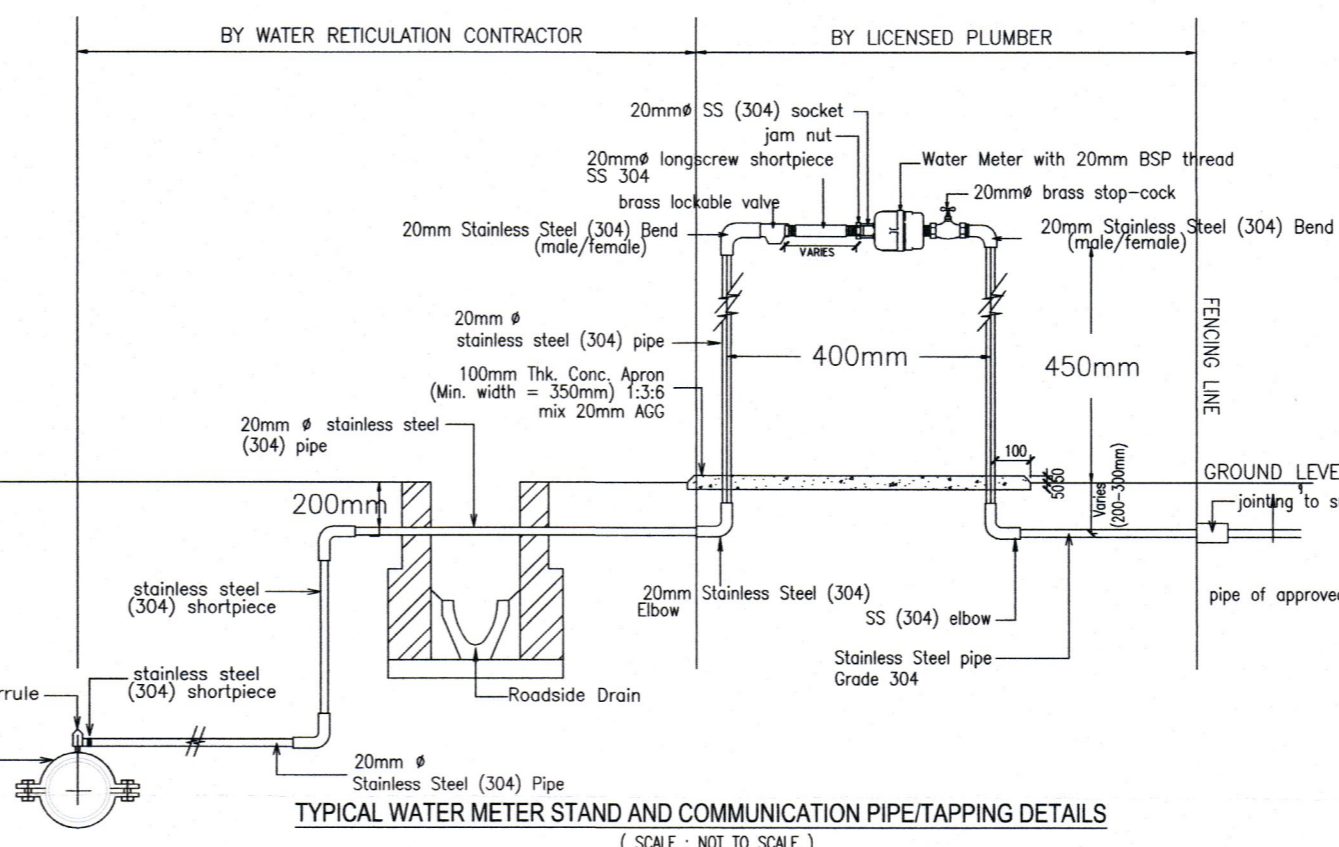 BY WATER RETICULATION CONTRACTOR
BY LICENSED PLUMBER
20mmø SS (304) socket
jam nut
20mmø longscrew shortpiece
SS 304
brass lockable valve
Water Meter with 20mm BSP thread
20mmø brass stop-cock
20mm Stainless Steel (304) Bend
(male/female)
20mm Stainless Steel (304) Bend
(male/female)
VARIES
20mm ø
stainless steel (304) pipe
400mm
450mm
FENCING LINE
100mm Thk. Conc. Apron
(Min. width = 350mm) 1:3:6
mix 20mm AGG
20mm ø stainless steel
(304) pipe
100
5050
Varies
(200-300mm)
GROUND LEVE
200mm
jointing to s
stainless steel
(304) shortpiece
20mm Stainless Steel (304)
Elbow
SS (304) elbow
pipe of approved
Stainless Steel pipe
Grade 304
stainless steel
(304) shortpiece
rrule
Roadside Drain
20mm ø
Stainless Steel (304) Pipe
TYPICAL WATER METER STAND AND COMMUNICATION PIPE/TAPPING DETAILS
( SCALE : NOT TO SCALE )